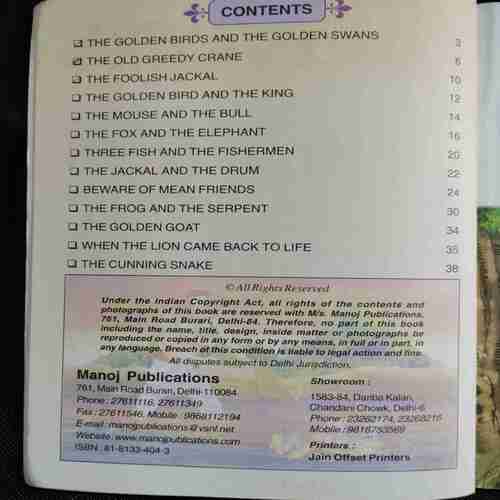 CONTENTS
THE GOLDEN BIRDS AND THE GOLDEN SWANS 3
THE OLD GREEDY CRANE 6
THE FOOLISH JACKAL 10
THE GOLDEN BIRD AND THE KING 12
THE MOUSE AND THE BULL 14
THE FOX AND THE ELEPHANT 16
THREE FISH AND THE FISHERMEN 20
THE JACKAL AND THE DRUM 22
BEWARE OF MEAN FRIENDS 24
THE FROG AND THE SERPENT 30
THE GOLDEN GOAT 34
WHEN THE LION CAME BACK TO LIFE 35
THE CUNNING SNAKE 38
© All Rights Reserved
Under the Indian Copyright Act, all rights of the contents and
photographs of this book are reserved with M/s. Manoj Publications,
761, Main Road Burari, Delhi-84. Therefore, no part of this book
including the name, title, design, inside matter or photographs be
reproduced or copied in any form or by any means, in full or in part, in
any language. Breach of this condition is liable to legal action and fine.
All disputes subject to Delhi Jurisdiction.
Manoj Publications
761, Main Road Burari, Delhi-110084
Phone : 27611116, 27611349
Fax : 27611546, Mobile : 9868112194
E-mail : manojpublications@vsnl.net
Website : www.manojpublications.com
ISBN : 81-8133-404-3
Showroom :
1583-84, Dariba Kalan,
Chandani Chowk, Delhi-6
Phone : 23262174, 23268216
Mobile : 9818753569
Printers :
Jain Offset Printers